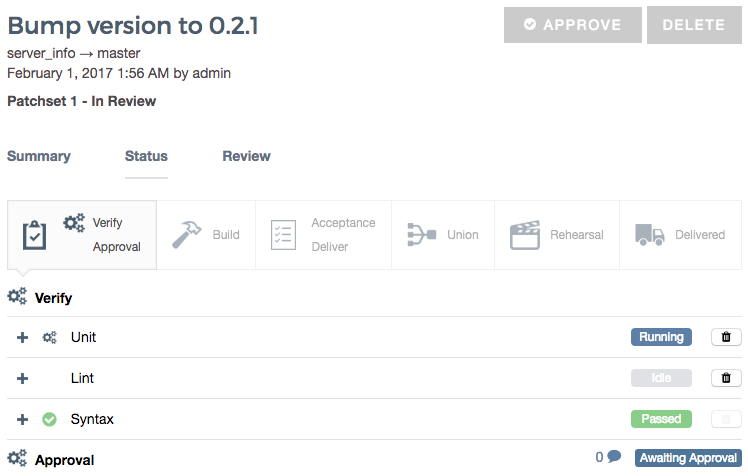 Bump version to 0.2.1
APPROVE
DELETE
server_info → master
February 1, 2017 1:56 AM by admin
Patchset 1 - In Review
Summary
Status
Review
Verify
Approval
Build
Acceptance
Deliver
Union
Rehearsal
Delivered
Verify
Unit
Running
Lint
Idle
Syntax
Passed
Approval
0
Awaiting Approval